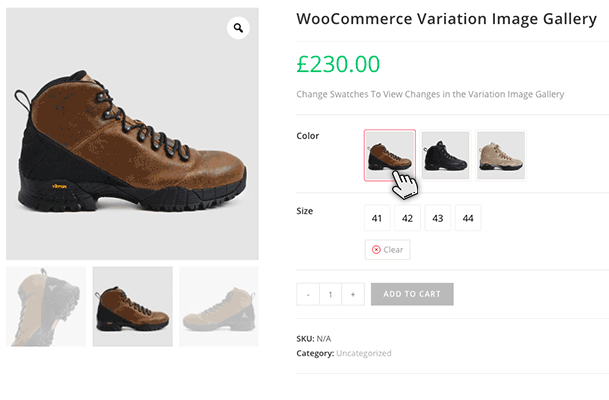 WooCommerce Variation Image Gallery
£230.00
Change Swatches To View Changes in the Variation Image Gallery
Color
Size
41 42 43 44
Clear
- 1 + ADD TO CART
SKU: N/A
Category: Uncategorized
vibram